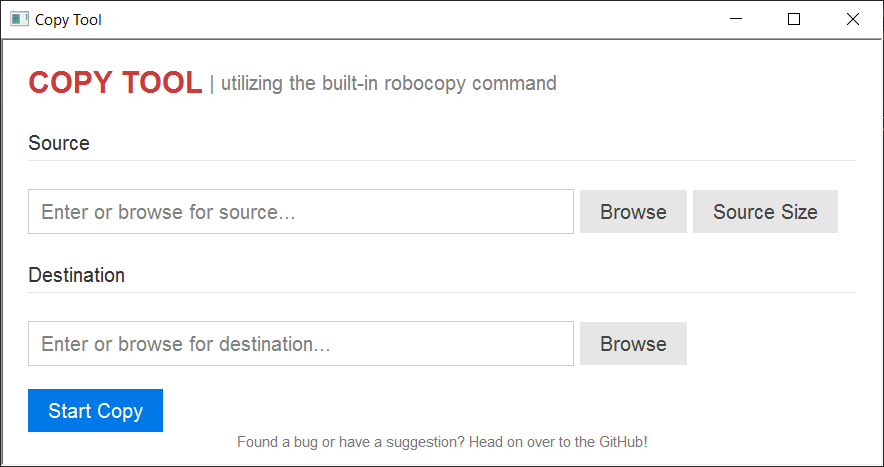 Copy Tool
COPY TOOL | utilizing the built-in robocopy command
Source
Enter or browse for source... Browse Source Size
Destination
Enter or browse for destination... Browse
Start Copy
Found a bug or have a suggestion? Head on over to the GitHub!